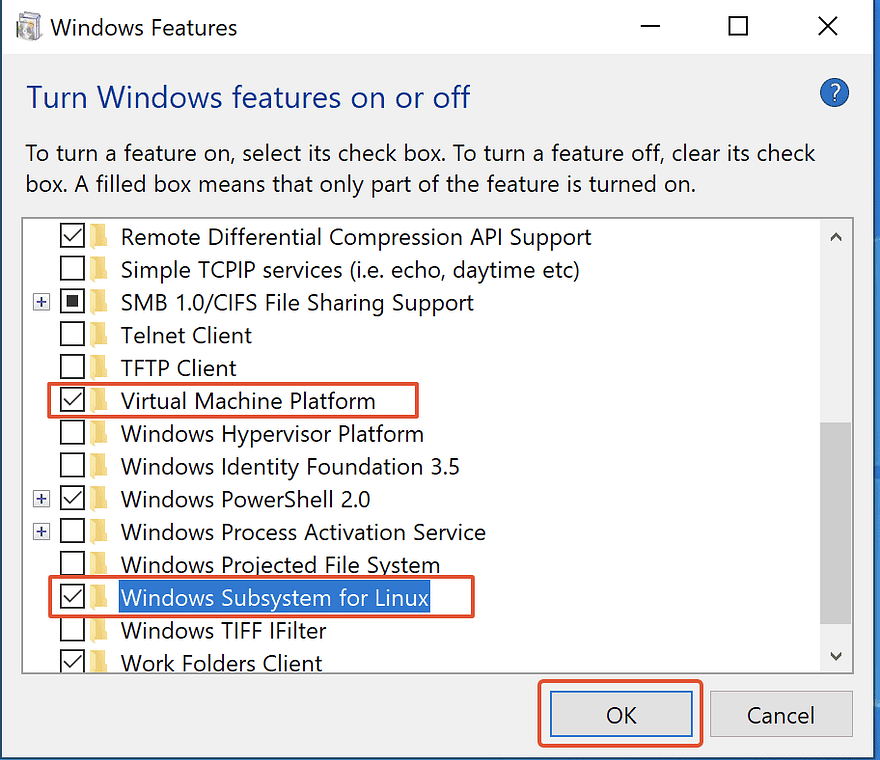 Windows Features
Turn Windows features on or off
?
To turn a feature on, select its check box. To turn a feature off, clear its check
box. A filled box means that only part of the feature is turned on.
Remote Differential Compression API Support
Simple TCPIP services (i.e. echo, daytime etc)
SMB 1.0/CIFS File Sharing Support
Telnet Client
TFTP Client
Virtual Machine Platform
Windows Hypervisor Platform
Windows Identity Foundation 3.5
Windows PowerShell 2.0
Windows Process Activation Service
Windows Projected File System
Windows Subsystem for Linux
Windows TIFF IFilter
Work Folders Client
OK
Cancel